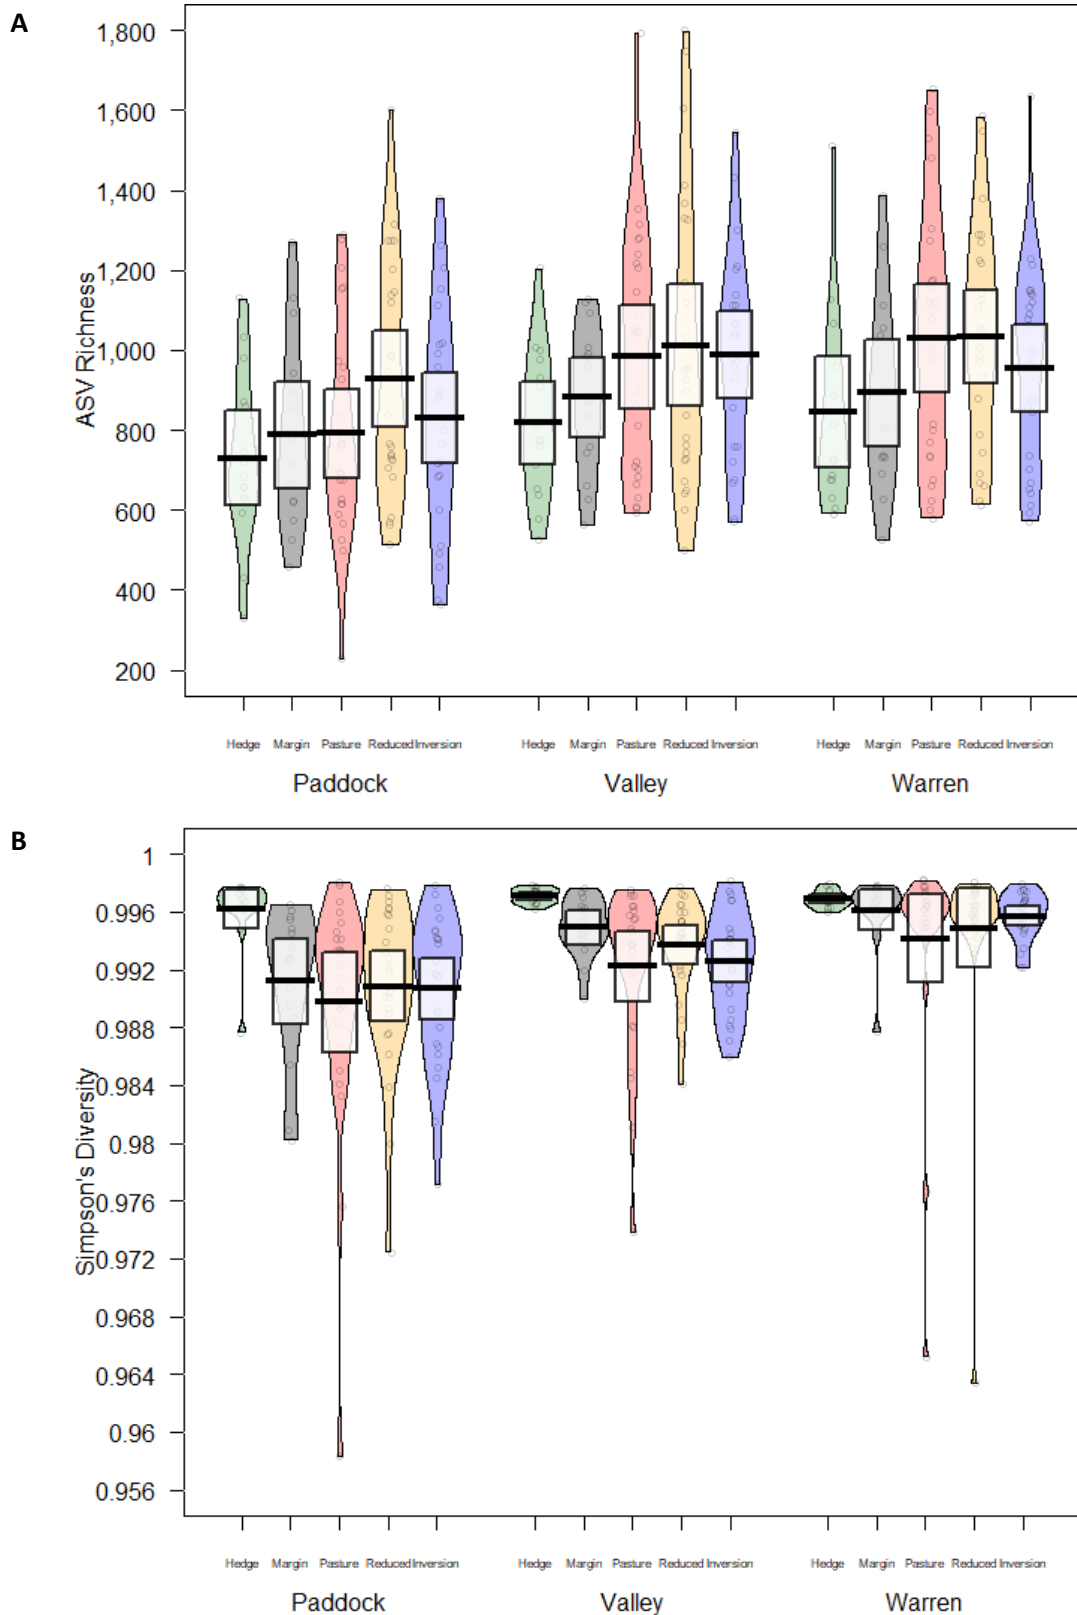 A
ASV Richness
1,800
1,600
1,400
1,200
1,000
800
600
400
200
Hedge Margin Pasture Reduced Inversion Hedge Margin Pasture Reduced Inversion Hedge Margin Pasture Reduced Inversion
Paddock Valley Warren
B
Simpson's Diversity
1
0.996
0.992
0.988
0.984
0.98
0.976
0.972
0.968
0.964
0.96
0.956
Hedge Margin Pasture Reduced Inversion Hedge Margin Pasture Reduced Inversion Hedge Margin Pasture Reduced Inversion
Paddock Valley Warren